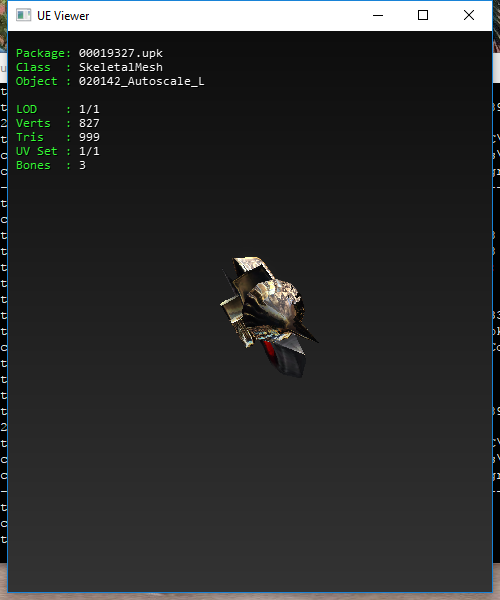 UE Viewer
Package: 00019327.upk
Class : SkeletalMesh
Object : 020142_Autoscale_L
LOD : 1/1
Verts : 827
Tris : 999
UV Set : 1/1
Bones : 3